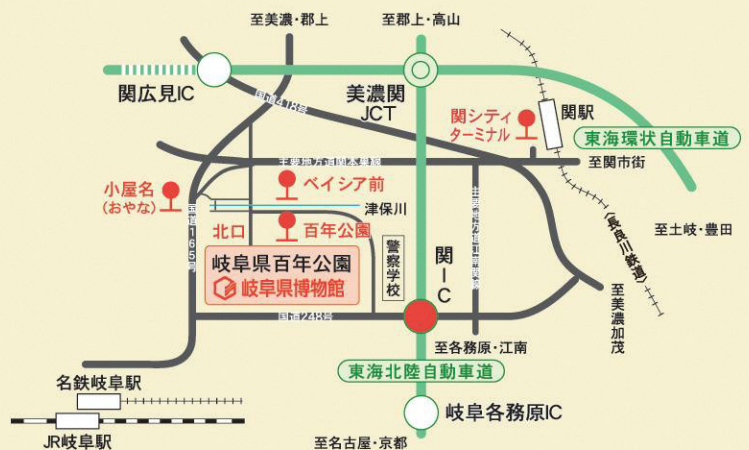 至美濃・郡上
至郡上・高山
関広見IC
国道418号
美濃関
JCT
関シティ
ターミナル
関駅
東海環状自動車道
主要地方道関本巣線
至関市街
小屋名
(おやな)
ベイシア前
津保川
北口
百年公園
至土岐・豊田
〈長良川鉄道〉
岐阜県百年公園
岐阜県博物館
警察学校
関IC
国道248号
至美濃加茂
至各務原・江南
東海北陸自動車道
名鉄岐阜駅
岐阜各務原IC
JR岐阜駅
至名古屋・京都